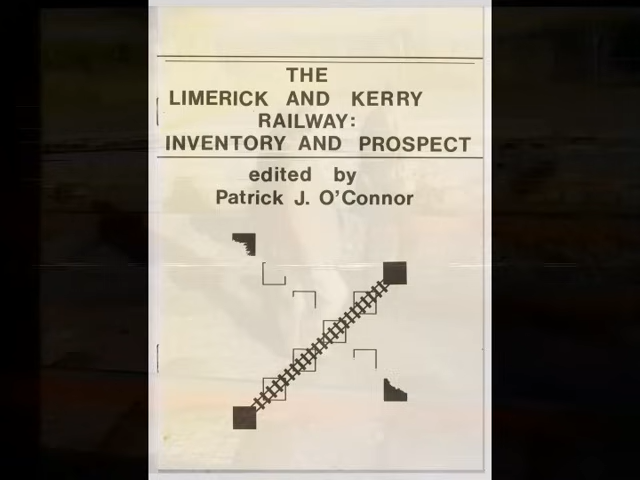 THE
LIMERICK AND KERRY
RAILWAY:
INVENTORY AND PROSPECT
edited by
Patrick J. O'Connor